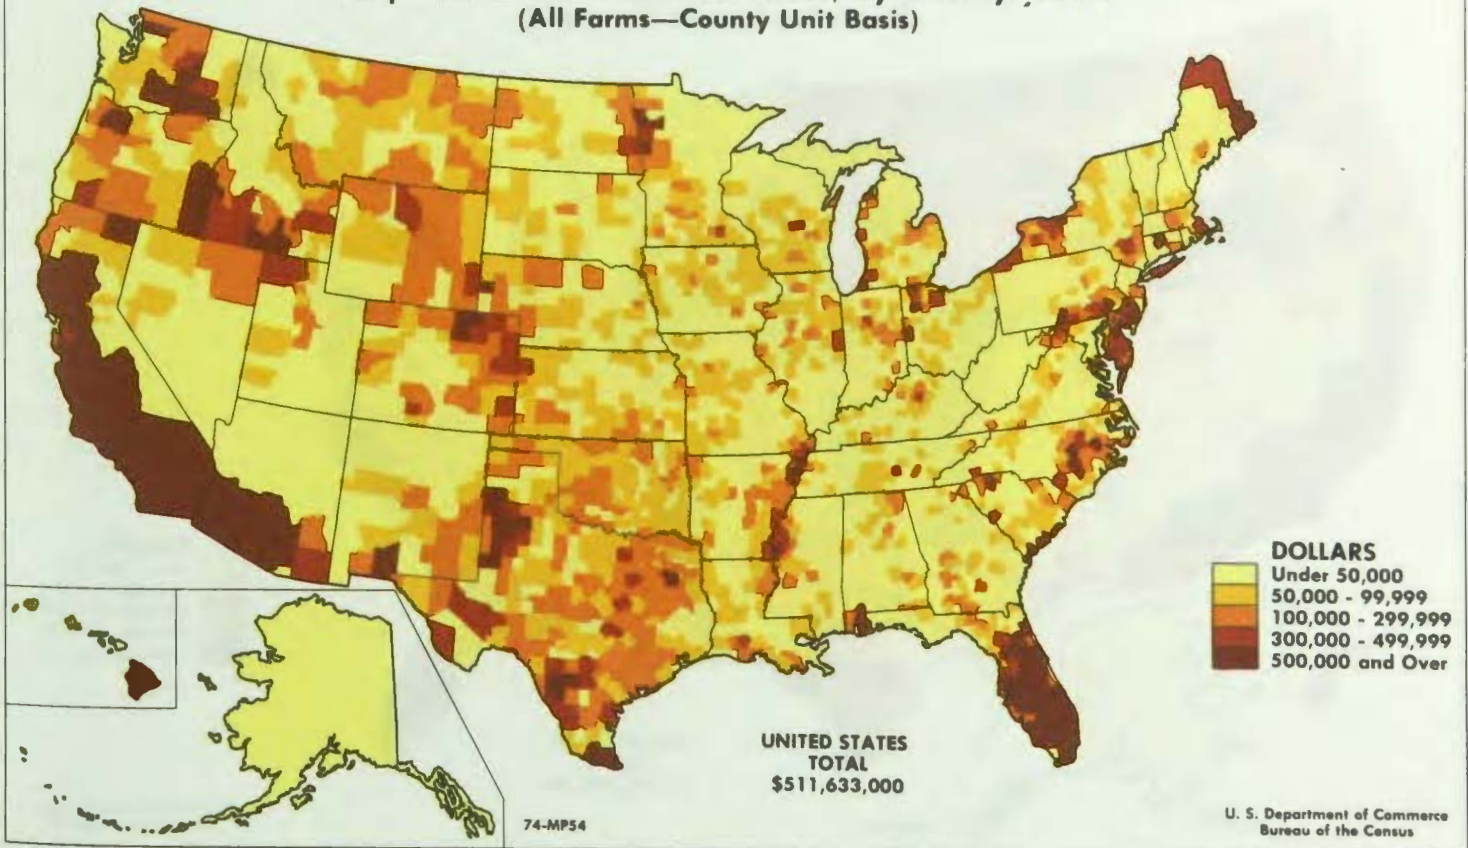 (All Farms—County Unit Basis)
DOLLARS
Under 50,000
50,000 - 99,999
100,000 - 299,999
300,000 - 499,999
500,000 and Over
UNITED STATES
TOTAL
$511,633,000
74-MP54
U. S. Department of Commerce
Bureau of the Census